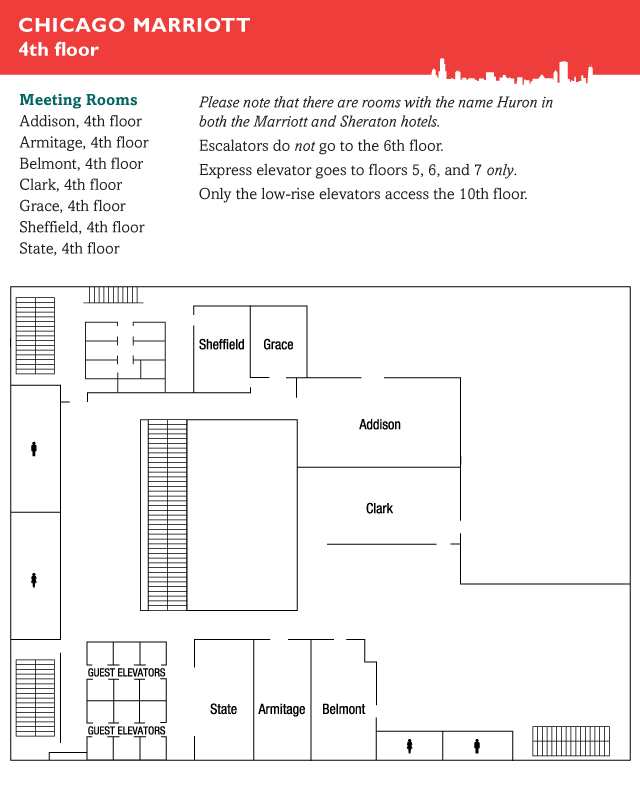 CHICAGO MARRIOTT
4th floor
Meeting Rooms
Addison, 4th floor
Armitage, 4th floor
Belmont, 4th floor
Clark, 4th floor
Grace, 4th floor
Sheffield, 4th floor
State, 4th floor
Please note that there are rooms with the name Huron in
both the Marriott and Sheraton hotels.
Escalators do not go to the 6th floor.
Express elevator goes to floors 5, 6, and 7 only.
Only the low-rise elevators access the 10th floor.
Sheffield
Grace
Addison
Clark
GUEST ELEVATORS
State
Armitage
Belmont
GUEST ELEVATORS